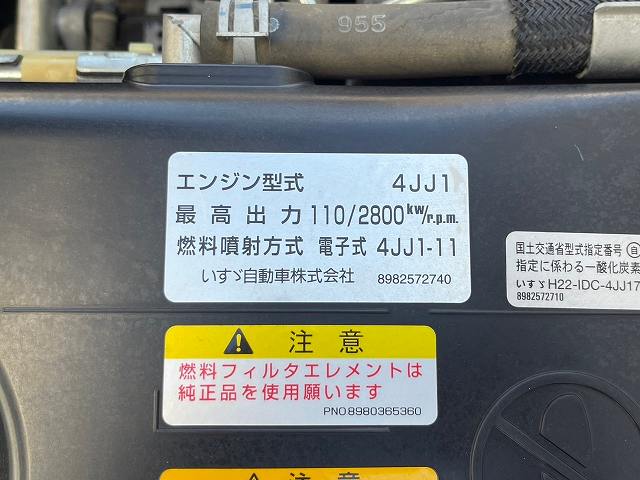 955
エンジン型式 4JJ1
最高出力 110/2800kw/r.p.m.
燃料噴射方式 電子式 4JJ1-11
いすゞ自動車株式会社 8982572740
国土交通省型式指定番号 自
指定に係わる一酸化炭素
いすゞ H22-IDC-4JJ17
8982572710
注意
燃料フィルタエレメントは
純正品を使用願います
PNO8980365360
注意